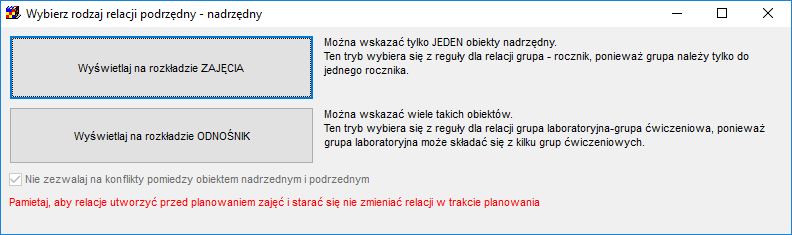 Wybierz rodzaj relacji podrzędny - nadrzędny
Wyświetlaj na rozkładzie ZAJĘCIA
Można wskazać tylko JEDEN obiekty nadrzędny.
Ten tryb wybiera się z reguły dla relacji grupa - rocznik, ponieważ grupa należy tylko do
jednego rocznika.
Wyświetlaj na rozkładzie ODNOŚNIK
Można wskazać wiele takich obiektów.
Ten tryb wybiera się z reguły dla relacji grupa laboratoryjna-grupa ćwiczeniowa, ponieważ
grupa laboratoryjna może składać się z kilku grup ćwiczeniowych.
Nie zezwalaj na konflikty pomiedzy obiektem nadrzednym i podrzednym
Pamietaj, aby relacje utworzyć przed planowaniem zajęć i starać się nie zmieniać relacji w trakcie planowania